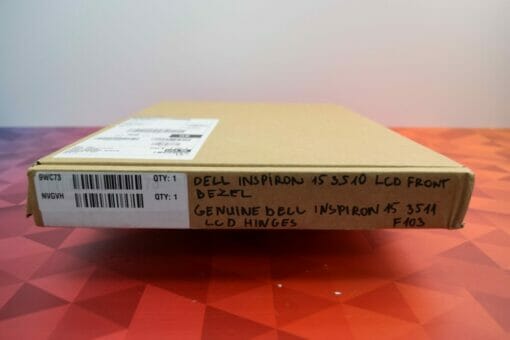 9WC73 QTY: 1
NVGVH QTY: 1
DELL INSPIRON 15 3510 LCD FRONT
BEZEL
GENUINE DELL INSPIRON 15 3511
LCD HINGES F103